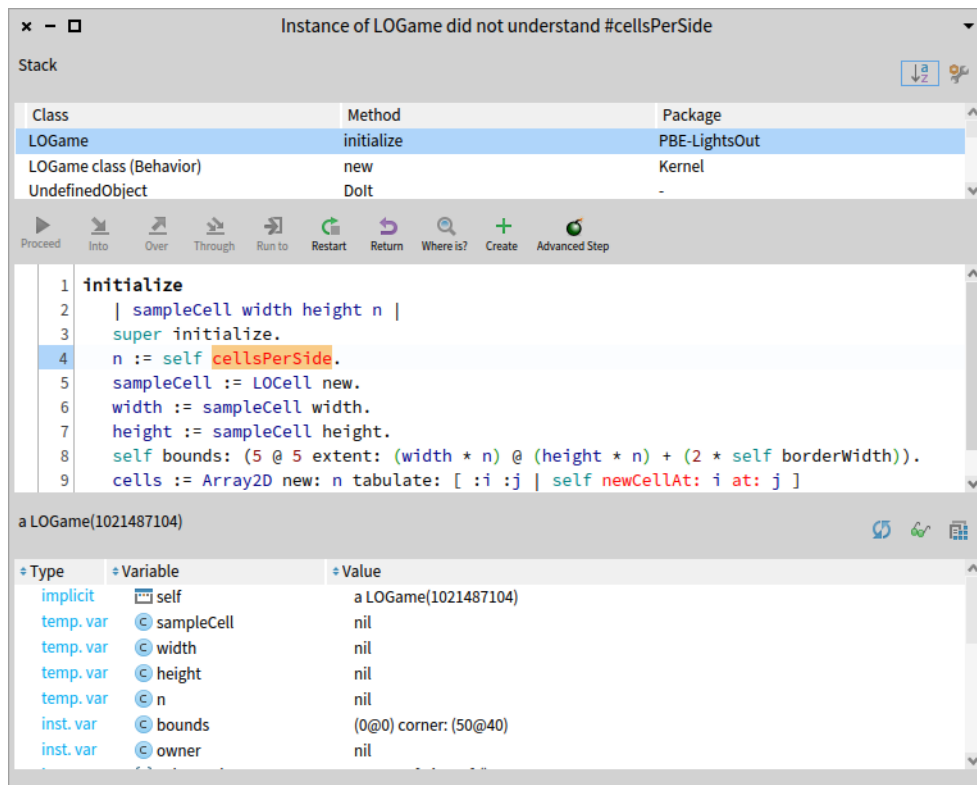 Instance of LOGame did not understand #cellsPerSide
Stack
Class Method Package
LOGame initialize PBE-LightsOut
LOGame class (Behavior) new Kernel
UndefinedObject DoIt -
Proceed Into Over Through Run to Restart Return Where is? Create Advanced Step
1 initialize
2 | sampleCell width height n |
3 super initialize.
4 n := self cellsPerSide.
5 sampleCell := LOCell new.
6 width := sampleCell width.
7 height := sampleCell height.
8 self bounds: (5 @ 5 extent: (width * n) @ (height * n) + (2 * self borderWidth)).
9 cells := Array2D new: n tabulate: [ :i :j | self newCellAt: i at: j ]
a LOGame(1021487104)
Type Variable Value
implicit self a LOGame(1021487104)
temp. var sampleCell nil
temp. var width nil
temp. var height nil
temp. var n nil
inst. var bounds (0@0) corner: (50@40)
inst. var owner nil